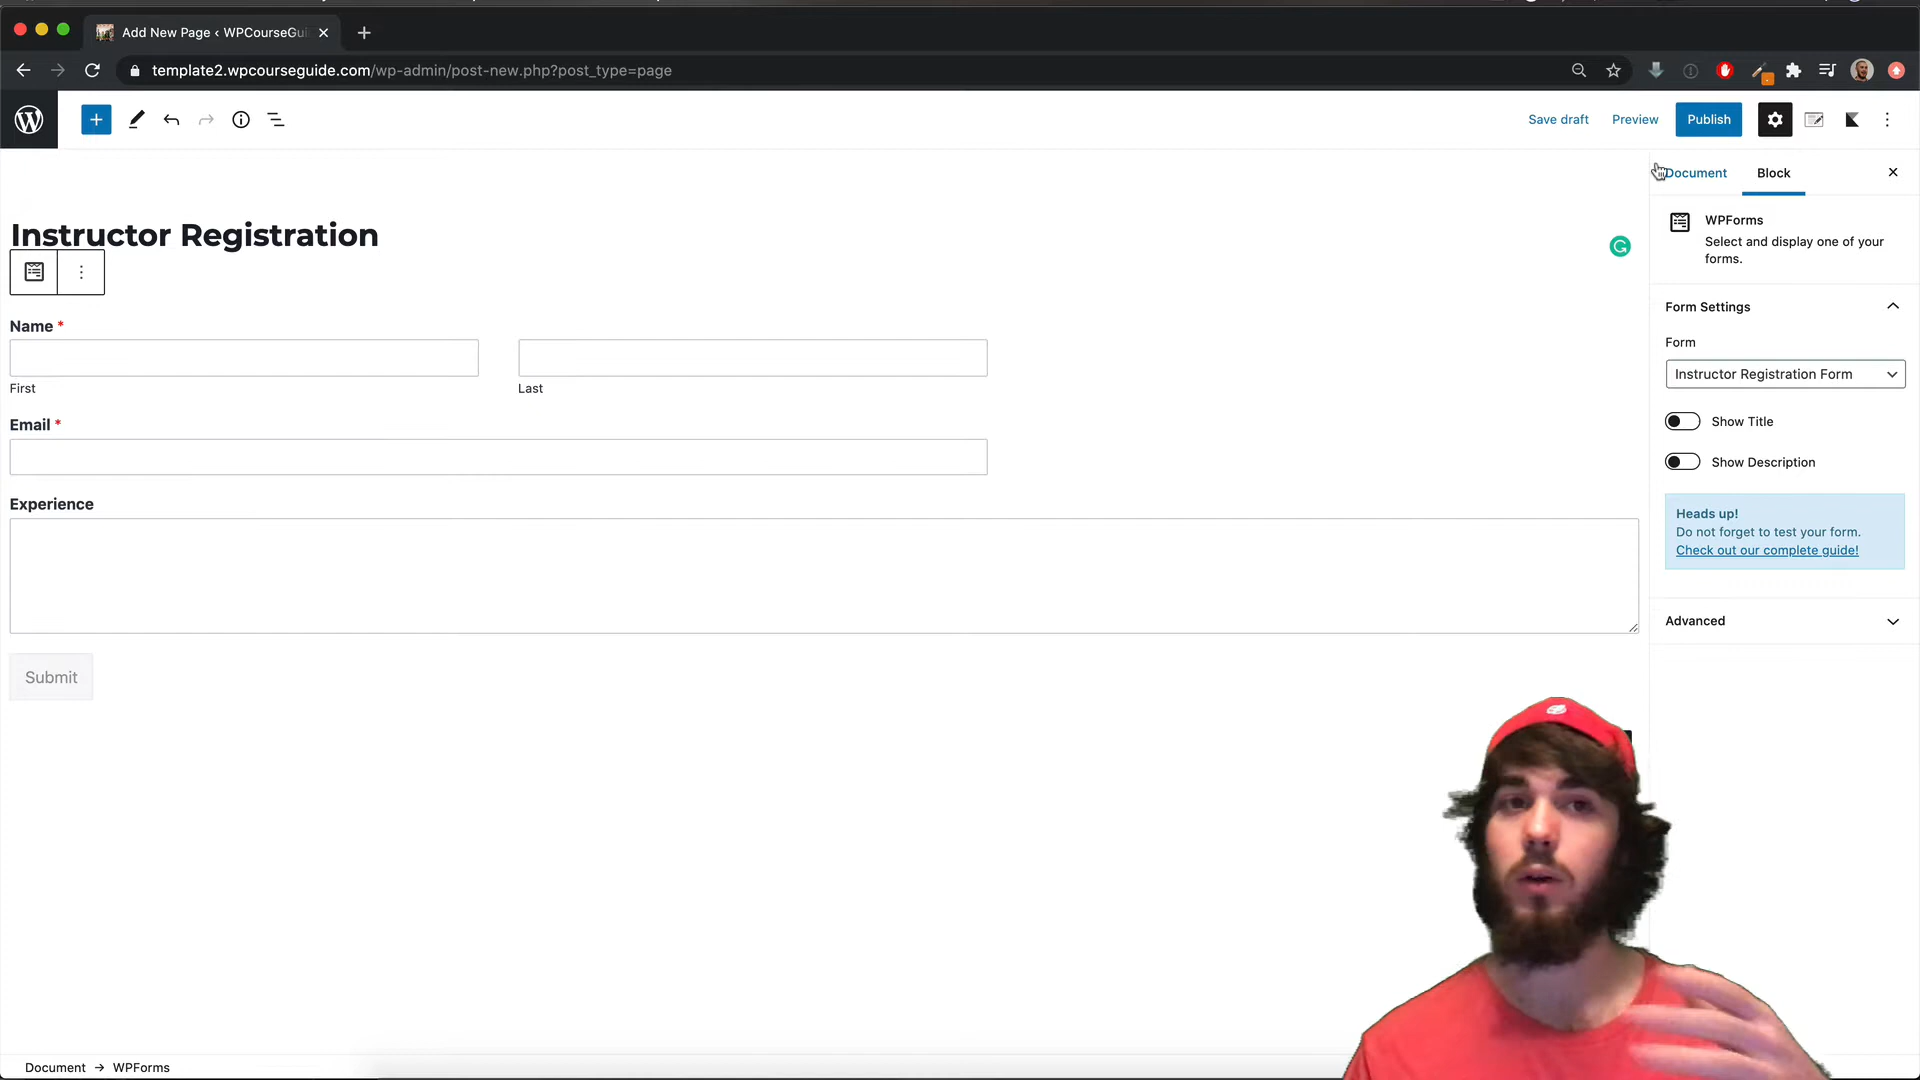 Add New Page ‹ WPCourseGui
template2.wpcourseguide.com/wp-admin/post-new.php?post_type=page
Save draft
Preview
Publish
Document
Block
WPForms
Select and display one of your
forms.
Instructor Registration
Form Settings
Name *
Form
Instructor Registration Form
First
Last
Show Title
Email *
Show Description
Experience
Heads up!
Do not forget to test your form.
Check out our complete guide!
Advanced
Submit
Document → WPForms